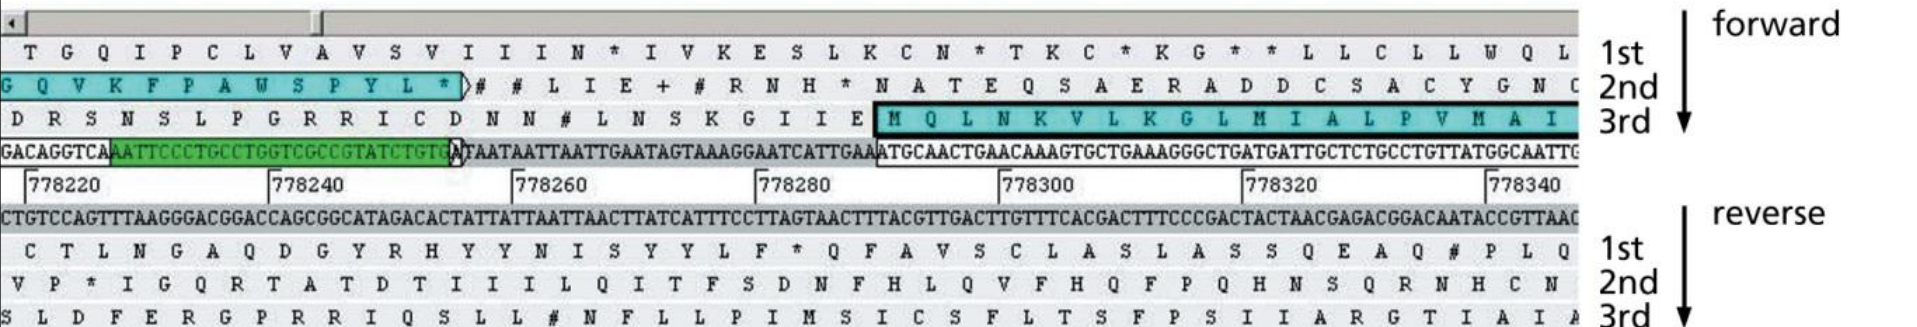 forward
T G Q I P C L V A V S V I I I N * I V K E S L K C N * T K C * K G * * L L C L L W Q L 1st
G Q V K F P A W S P Y L * # # L I E + # R N H * N A T E Q S A E R A D D C S A C Y G N C 2nd
D R S N S L P G R R I C D N N # L N S K G I I E M Q L N K V L K G L M I A L P V M A I 3rd
GACAGGTCAAATTCCCTGCCTGGTCGCCGTATCTGTGATAATAATTAATTGAATAGTAAAGGAATCATTGAAATGCAACTGAACAAAGTGCTGAAAGGGCTGATGATTGCTCTGCCTGTTATGGCAATTG
778220 778240 778260 778280 778300 778320 778340
CTGTCCAGTTTAAGGGACGGACCAGCGGCATAGACACTATTATTAATTAACTTATCATTTCCTTAGTAACTTTACGTTGACTTGTTTCACGACTTTCCCGACTACTAACGAGACGGACAATACCGTTAAC
reverse
C T L N G A Q D G Y R H Y Y N I S Y Y L F * Q F A V S C L A S L A S S Q E A Q # P L Q 1st
V P * I G Q R T A T D T I I I L Q I T F S D N F H L Q V F H Q F P Q H N S Q R N H C N 2nd
S L D F E R G P R R I Q S L L # N F L L P I M S I C S F L T S F P S I I A R G T I A I A 3rd